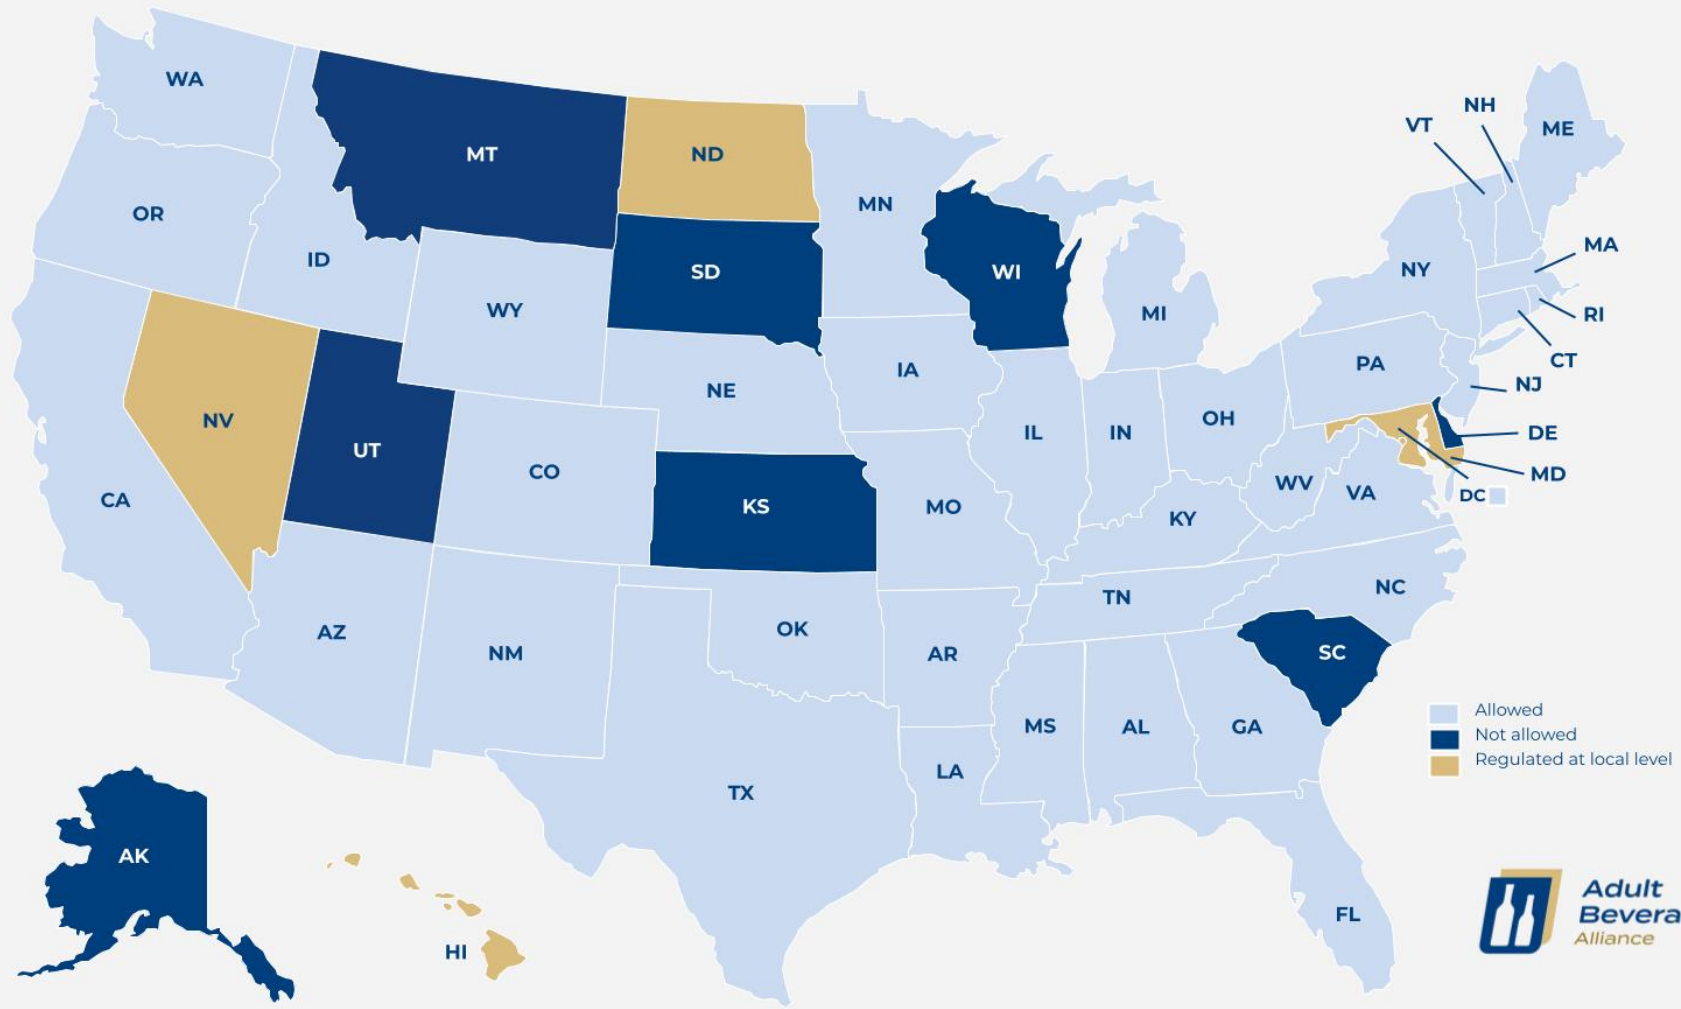 WA
MT
ND
MN
VT
NH
ME
OR
ID
WY
SD
WI
MI
NY
MA
RI
CT
NJ
DE
MD
DC
NV
UT
CO
NE
IA
IL
IN
OH
PA
CA
KS
MO
KY
WV
VA
AZ
NM
OK
AR
TN
NC
SC
TX
LA
MS
AL
GA
FL
AK
HI
Allowed
Not allowed
Regulated at local level
Adult
Bevera
Alliance